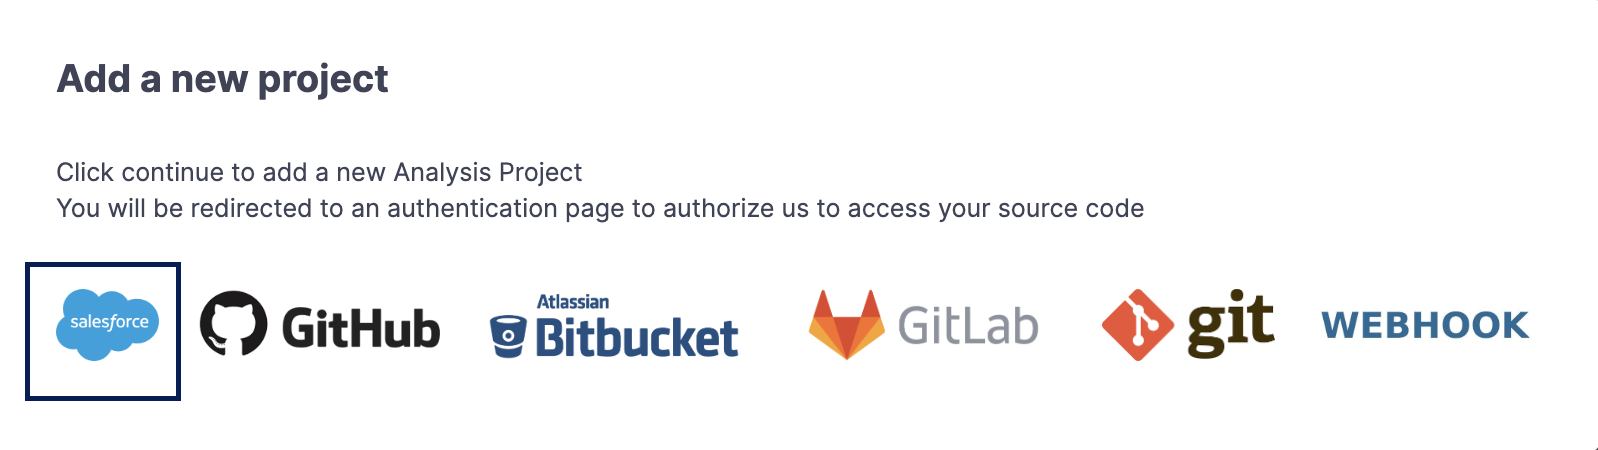 Add a new project
Click continue to add a new Analysis Project
You will be redirected to an authentication page to authorize us to access your source code
salesforce
GitHub
Atlassian
Bitbucket
GitLab
git
WEBHOOK